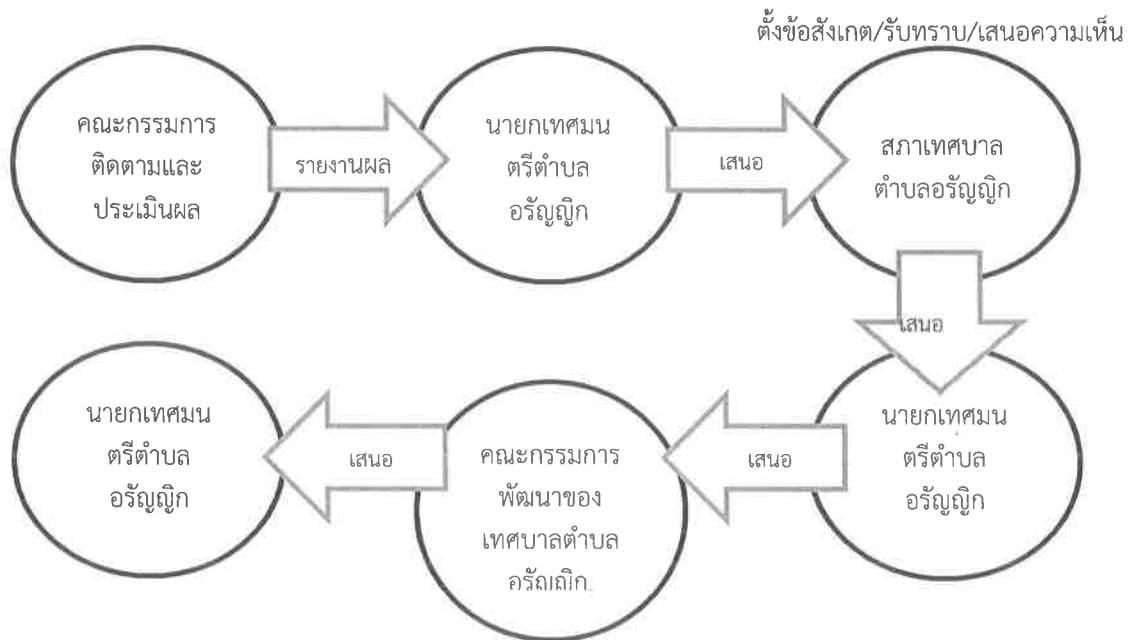 ตั้งข้อสังเกต/รับทราบ/เสนอความเห็น
คณะกรรมการ
ติดตามและ
ประเมินผล
รายงานผล
นายกเทศมน
ตรีตำบล
อรัญญิก
เสนอ
สภาเทศบาล
ตำบลอรัญญิก
เสนอ
นายกเทศมน
ตรีตำบล
อรัญญิก
เสนอ
คณะกรรมการ
พัฒนาของ
เทศบาลตำบล
อรัญญิก
เสนอ
นายกเทศมน
ตรีตำบล
อรัญญิก